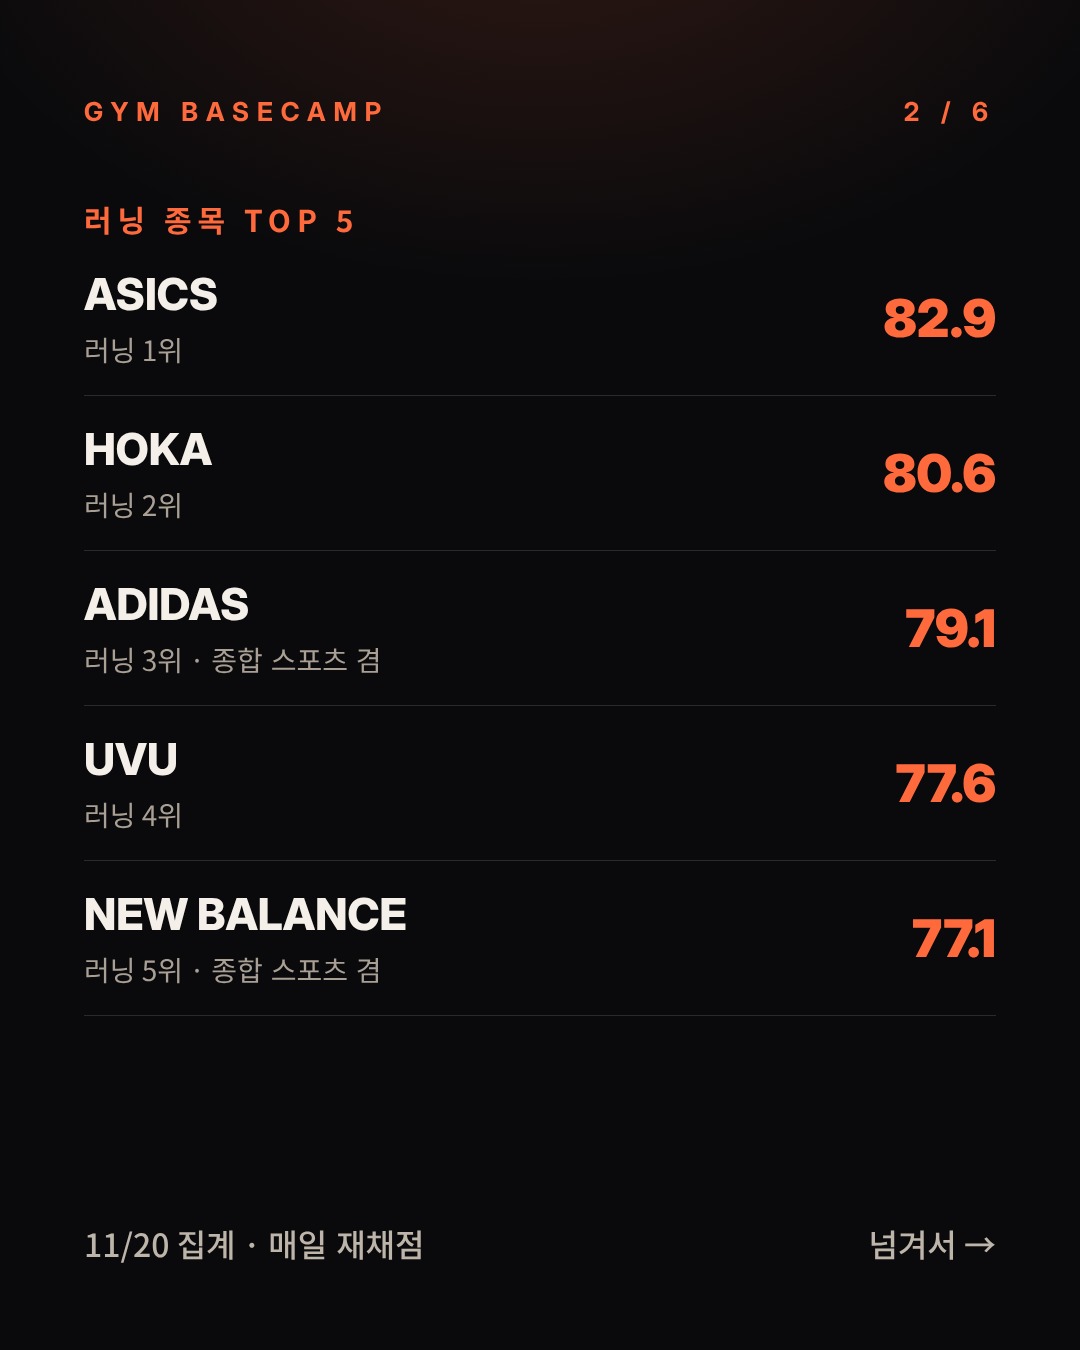 GYM BASECAMP 2 / 6
러닝 종목 TOP 5
ASICS
러닝 1위
82.9
HOKA
러닝 2위
80.6
ADIDAS
러닝 3위 · 종합 스포츠 겸
79.1
UVU
러닝 4위
77.6
NEW BALANCE
러닝 5위 · 종합 스포츠 겸
77.1
11/20 집계 · 매일 재채점 넘겨서 →